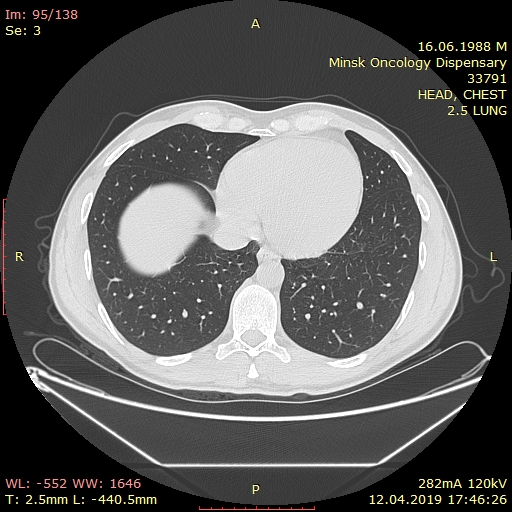 Im: 95/138
Se: 3
A
16.06.1988 M
Minsk Oncology Dispensary
33791
HEAD, CHEST
2.5 LUNG
R
L
WL: -552 WW: 1646
T: 2.5mm L: -440.5mm
P
282mA 120kV
12.04.2019 17:46:26